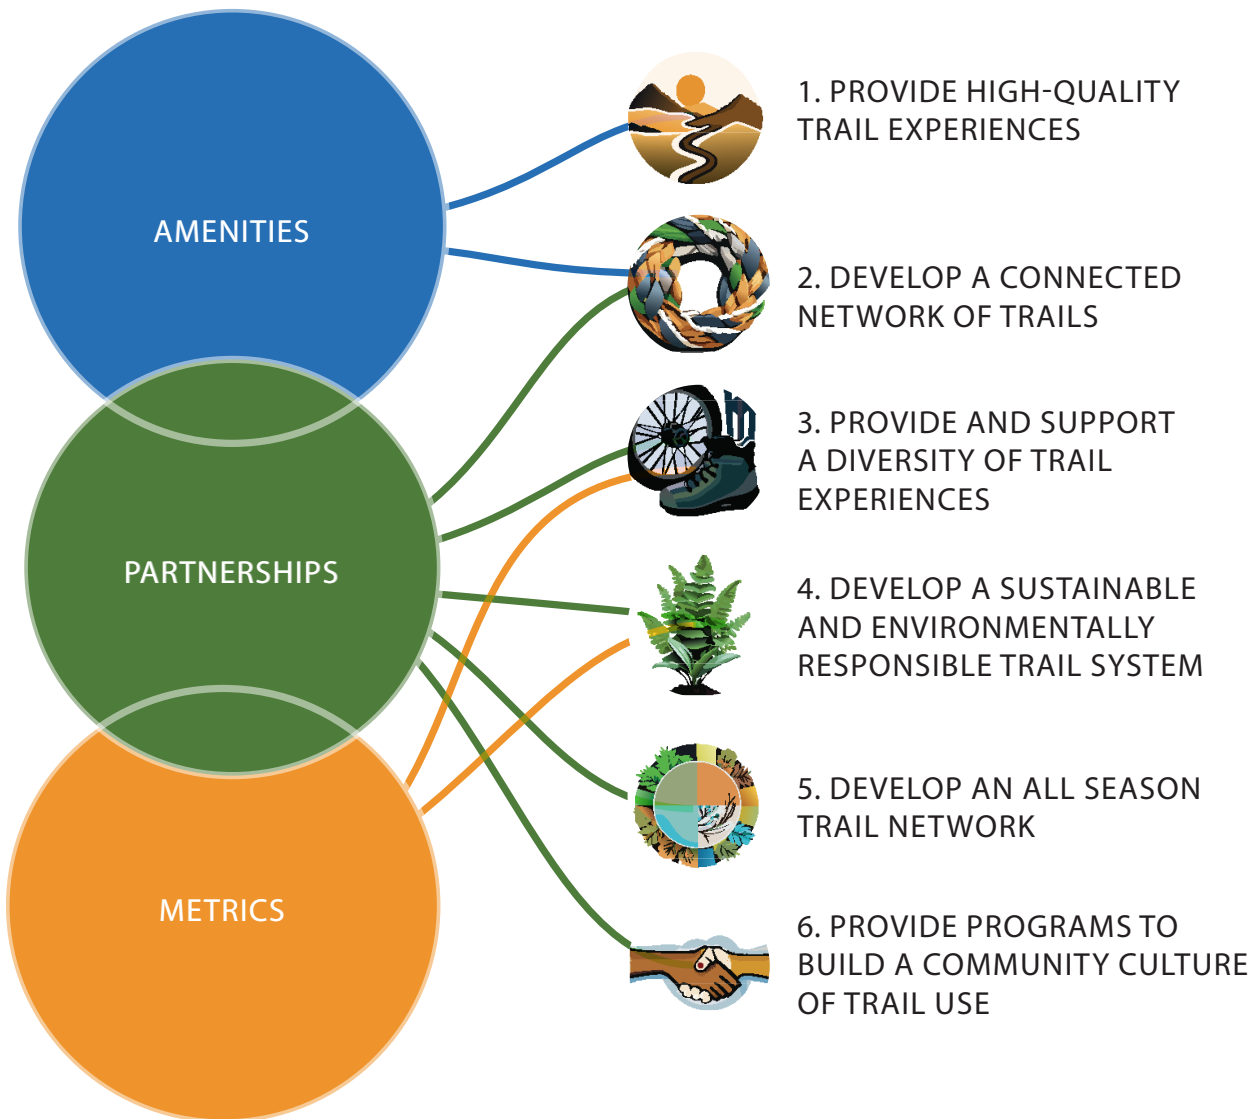 AMENITIES
PARTNERSHIPS
METRICS
1. PROVIDE HIGH-QUALITY
TRAIL EXPERIENCES
2. DEVELOP A CONNECTED
NETWORK OF TRAILS
3. PROVIDE AND SUPPORT
A DIVERSITY OF TRAIL
EXPERIENCES
4. DEVELOP A SUSTAINABLE
AND ENVIRONMENTALLY
RESPONSIBLE TRAIL SYSTEM
5. DEVELOP AN ALL SEASON
TRAIL NETWORK
6. PROVIDE PROGRAMS TO
BUILD A COMMUNITY CULTURE
OF TRAIL USE